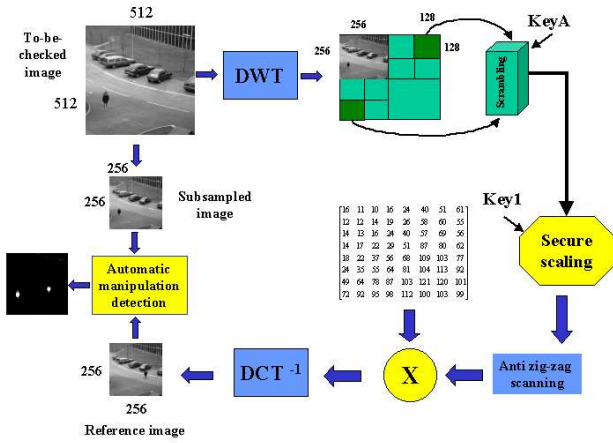 512
To-be-
checked
image
512
DWT
256
256
128
128
KeyA
Scrambling
256
256
Subsampled
image
Key1
Secure
scaling
16 11 10 16 24 40 51 61
12 12 14 19 26 58 60 55
14 13 16 24 40 57 69 56
14 17 22 29 51 87 80 62
18 22 37 56 68 109 103 77
24 35 55 64 81 104 113 92
49 64 78 87 103 121 120 101
72 92 95 98 112 100 103 99
Automatic
manipulation
detection
256
256
Reference image
DCT -1
X
Anti zig-zag
scanning